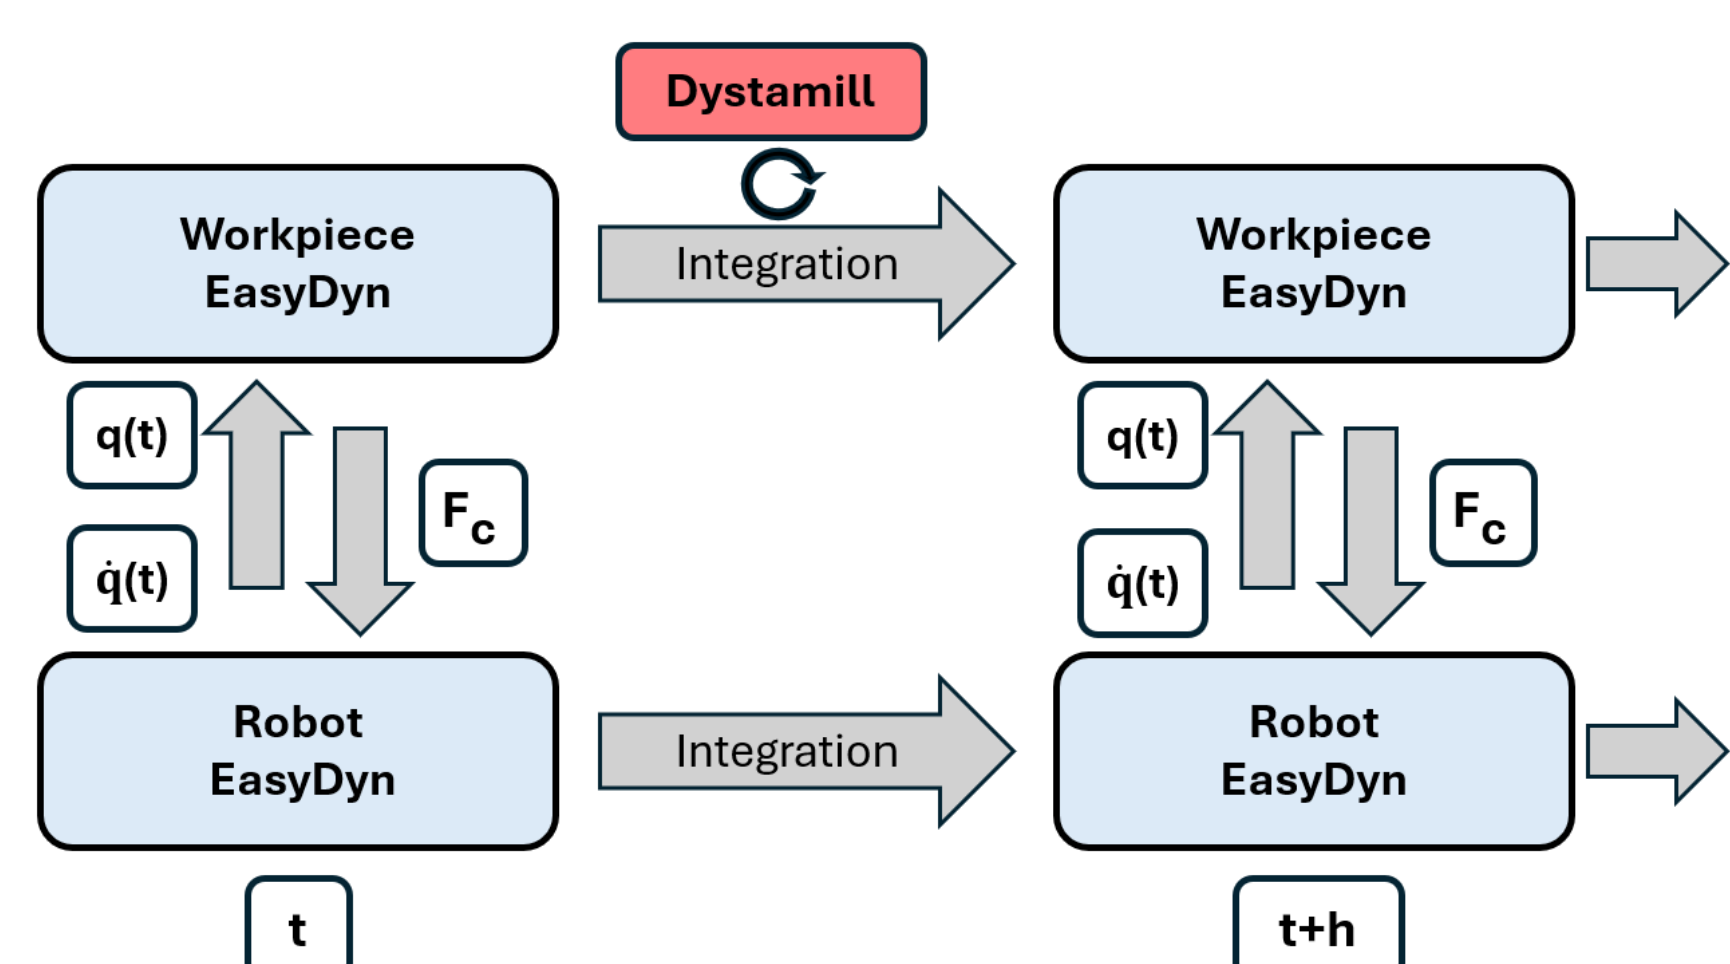 Dystamill
Workpiece
EasyDyn
Integration
Workpiece
EasyDyn
q(t)
q̇(t)
F_c
q(t)
q̇(t)
F_c
Robot
EasyDyn
Integration
Robot
EasyDyn
t
t+h